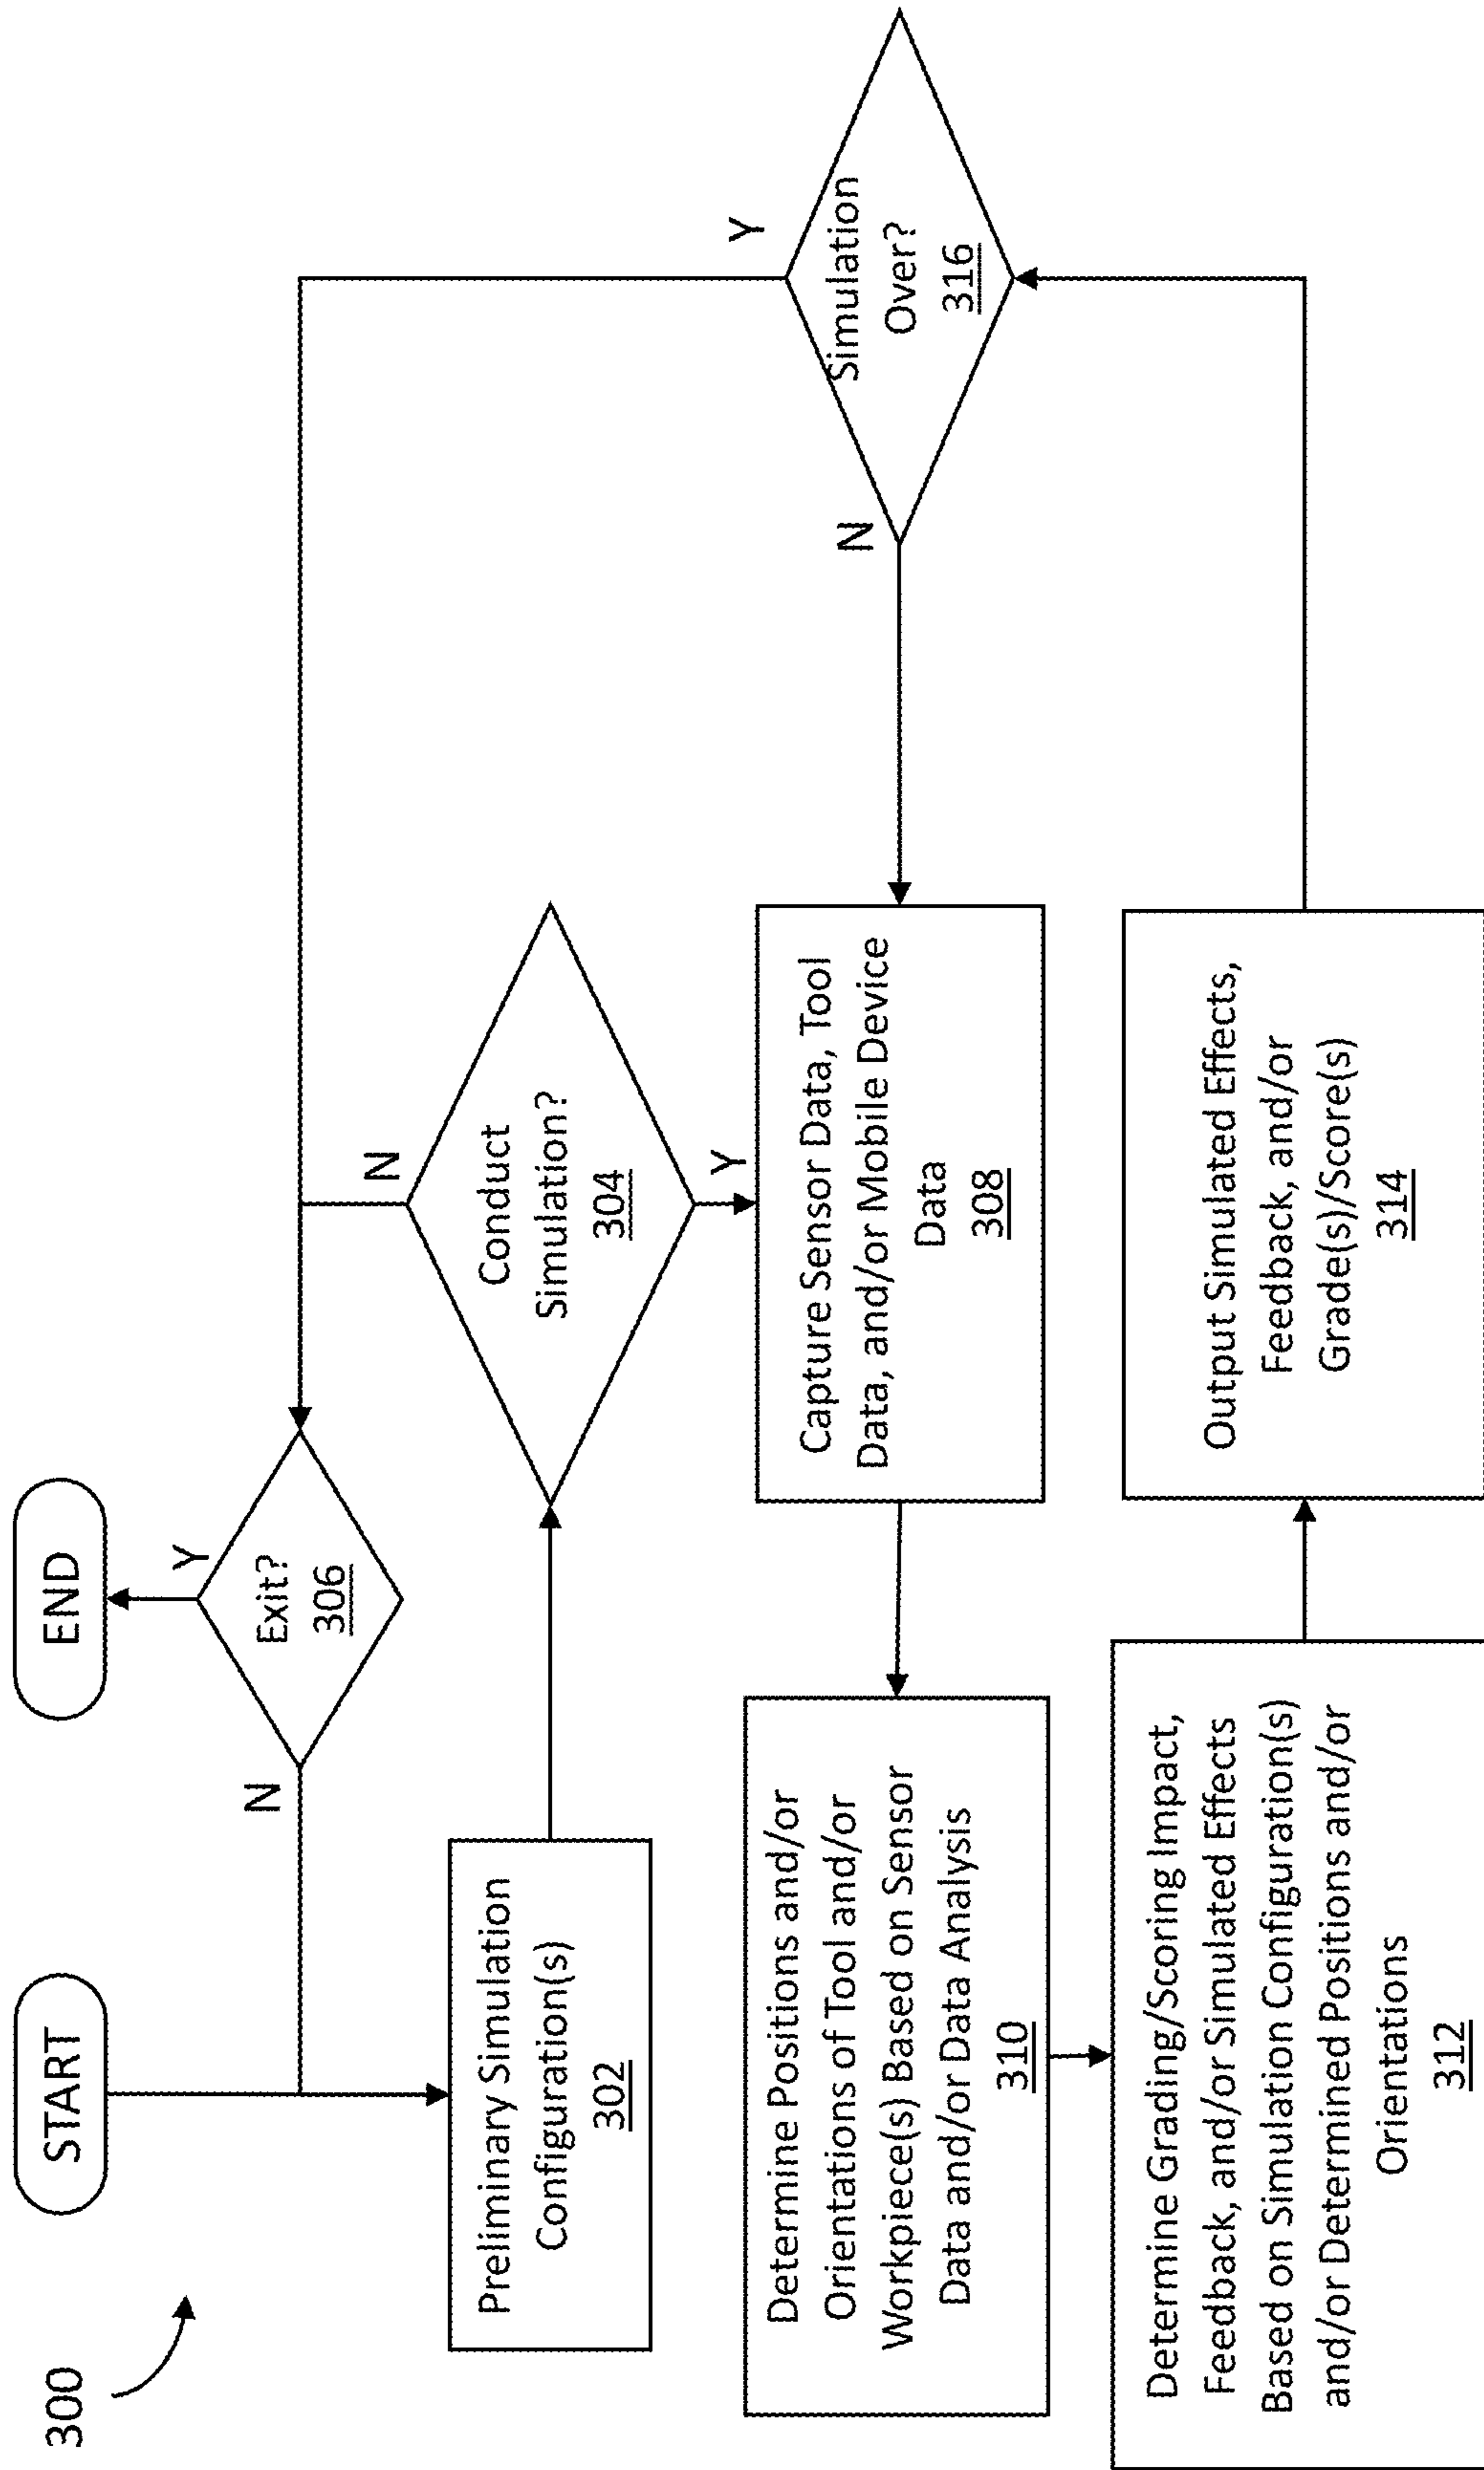 300
START
END
N
Exit?
306
Y
Preliminary Simulation
Configuration(s)
302
N
Conduct
Simulation?
304
Y
Y
Simulation
Over?
316
N
Determine Positions and/or
Orientations of Tool and/or
Workpiece(s) Based on Sensor
Data and/or Data Analysis
310
Capture Sensor Data, Tool
Data, and/or Mobile Device
Data
308
Determine Grading/Scoring Impact,
Feedback, and/or Simulated Effects
Based on Simulation Configuration(s)
and/or Determined Positions and/or
Orientations
312
Output Simulated Effects,
Feedback, and/or
Grade(s)/Score(s)
314